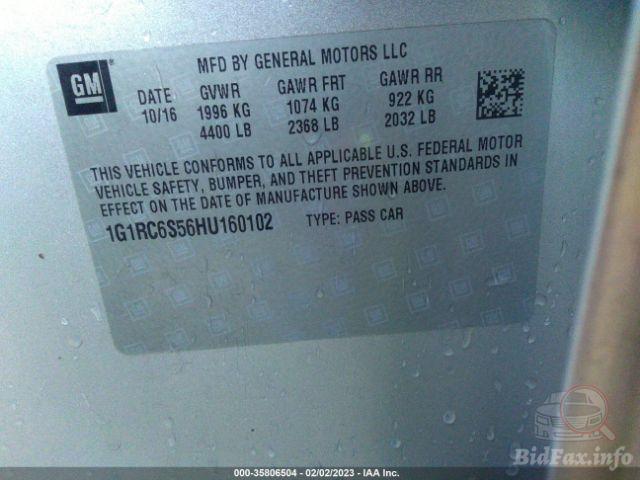 GM
MFD BY GENERAL MOTORS LLC
DATE GVWR GAWR FRT GAWR RR
10/16 1996 KG 1074 KG 922 KG
4400 LB 2368 LB 2032 LB
THIS VEHICLE CONFORMS TO ALL APPLICABLE U.S. FEDERAL MOTOR
VEHICLE SAFETY, BUMPER, AND THEFT PREVENTION STANDARDS IN
EFFECT ON THE DATE OF MANUFACTURE SHOWN ABOVE.
1G1RC6S56HU160102 TYPE: PASS CAR
BidFax.info
000-35806504 - 02/02/2023 - IAA Inc.